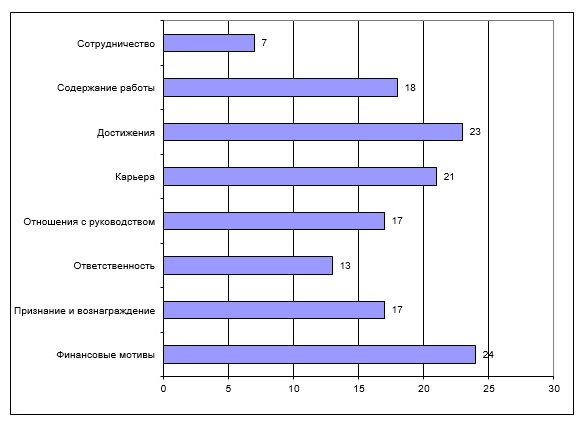 Сотрудничество 7
Содержание работы 18
Достижения 23
Карьера 21
Отношения с руководством 17
Ответственность 13
Признание и вознаграждение 17
Финансовые мотивы 24
0 5 10 15 20 25 30